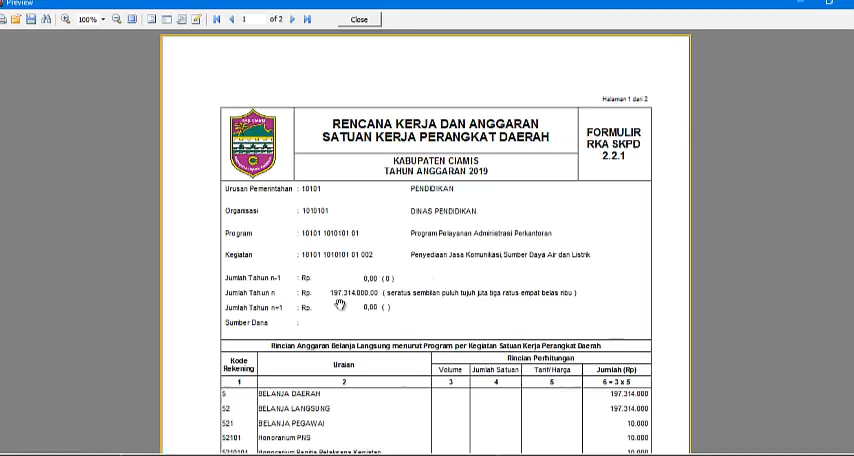 Preview
100%
1 of 2
Close
Halaman 1 dari 2
KAB CIAMIS
RENCANA KERJA DAN ANGGARAN
SATUAN KERJA PERANGKAT DAERAH
KABUPATEN CIAMIS
TAHUN ANGGARAN 2019
FORMULIR
RKA SKPD
2.2.1
Urusan Pemerintahan : 10101 PENDIDIKAN
Organisasi : 1010101 DINAS PENDIDIKAN
Program : 10101 1010101 01 Program Pelayanan Administrasi Perkantoran
Kegiatan : 10101 1010101 01 002 Penyediaan Jasa Komunikasi, Sumber Daya Air dan Listrik
Jumlah Tahun n-1 : Rp. 0,00 ( 0 )
Jumlah Tahun n : Rp. 197.314.000,00 ( seratus sembilan puluh tujuh juta tiga ratus empat belas ribu )
Jumlah Tahun n+1 : Rp. 0,00 ( )
Sumber Dana :
Rincian Anggaran Belanja Langsung menurut Program per Kegiatan Satuan Kerja Perangkat Daerah
Kode Rekening Uraian Rincian Perhitungan
Volume Jumlah Satuan Tarif/Harga Jumlah (Rp)
1 2 3 4 5 6 = 3 x 5
5 BELANJA DAERAH 197.314.000
52 BELANJA LANGSUNG 197.314.000
521 BELANJA PEGAWAI 10.000
52101 Honorarium PNS 10.000
5210101 Honorarium Panitia Pelaksana Kegiatan 10.000